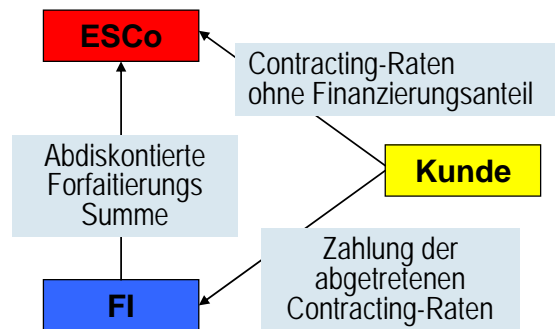 ESCo
Contracting-Raten
ohne Finanzierungsanteil
Abdiskontierte
Forfaitierungs
Summe
Kunde
Zahlung der
abgetretenen
Contracting-Raten
FI